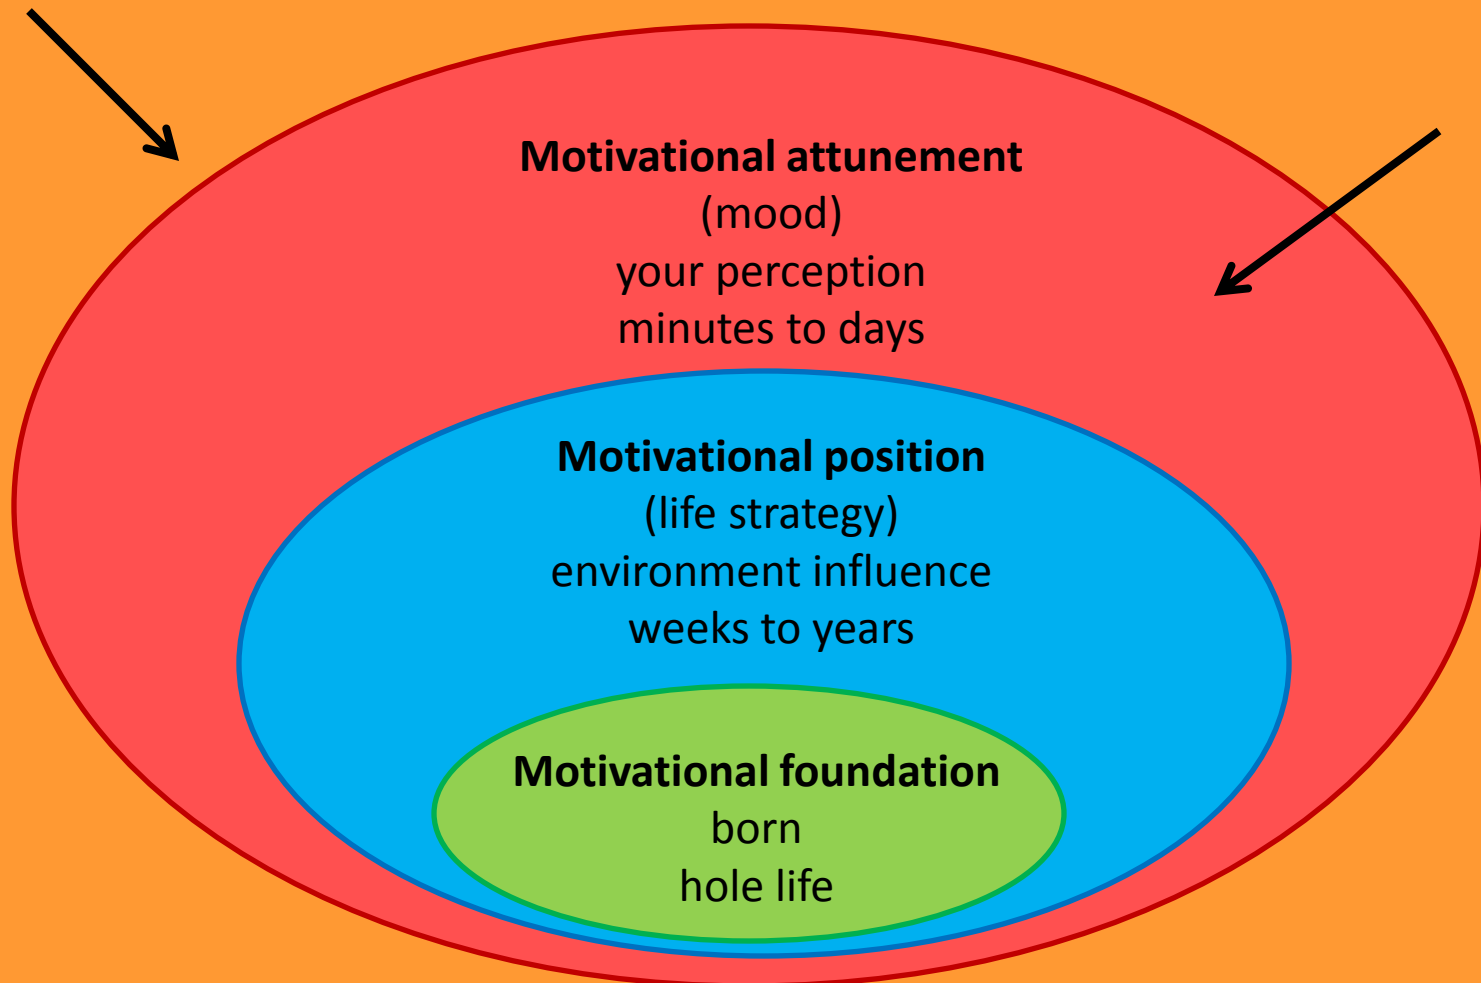 Motivational attunement
(mood)
your perception
minutes to days
Motivational position
(life strategy)
environment influence
weeks to years
Motivational foundation
born
hole life